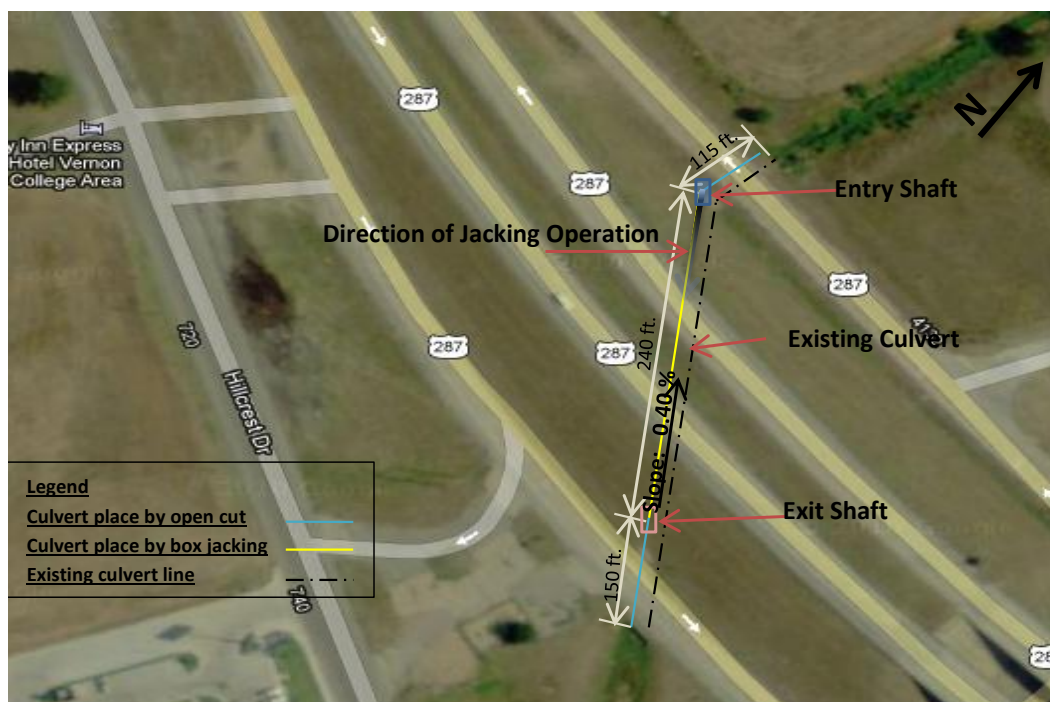 287
287
N
y Inn Express
Hotel Vernon
College Area
115 ft.
287
Entry Shaft
Direction of Jacking Operation
287
720
287
287
240 ft.
Existing Culvert
Hillcrest Dr
Slope: 0.40 %
Legend
Culvert place by open cut
Culvert place by box jacking
Existing culvert line
Exit Shaft
150 ft.
740
28